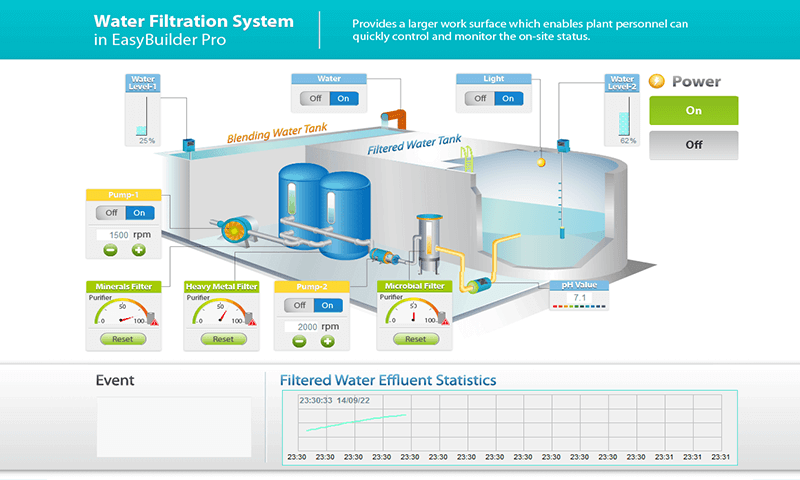 Water Filtration System
in EasyBuilder Pro
Provides a larger work surface which enables plant personnel can
quickly control and monitor the on-site status.
Water
Level-1
25%
Water
Off On
Light
Off On
Water
Level-2
62%
Power
On
Off
Blending Water Tank
Filtered Water Tank
Pump-1
Off On
1500 rpm
Minerals Filter
Purifier
50
0 100
Reset
Heavy Metal Filter
Purifier
50
0 100
Reset
Pump-2
Off On
2000 rpm
Microbial Filter
Purifier
50
0 100
Reset
pH Value
7.1
Event
Filtered Water Effluent Statistics
23:30:33 14/09/22
23:30 23:30 23:30 23:30 23:30 23:30 23:30 23:30 23:30 23:30 23:30 23:30 23:30 23:31 23:31